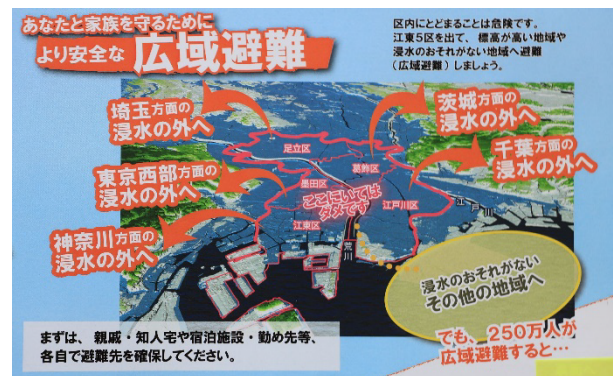 あなたと家族を守るために
より安全な 広域避難
区内にとどまることは危険です。
江東5区を出て、標高が高い地域や
浸水のおそれがない地域へ避難
(広域避難)しましょう。
埼玉方面の
浸水の外へ
茨城方面の
浸水の外へ
千葉方面の
浸水の外へ
東京西部方面の
浸水の外へ
神奈川方面の
浸水の外へ
足立区
葛飾区
墨田区
ここにいては
ダメです
江戸川区
江東区
荒川
江戸川
浸水のおそれがない
その他の地域へ
まずは、親戚・知人宅や宿泊施設・勤め先等、
各自で避難先を確保してください。
でも、250万人が
広域避難すると…